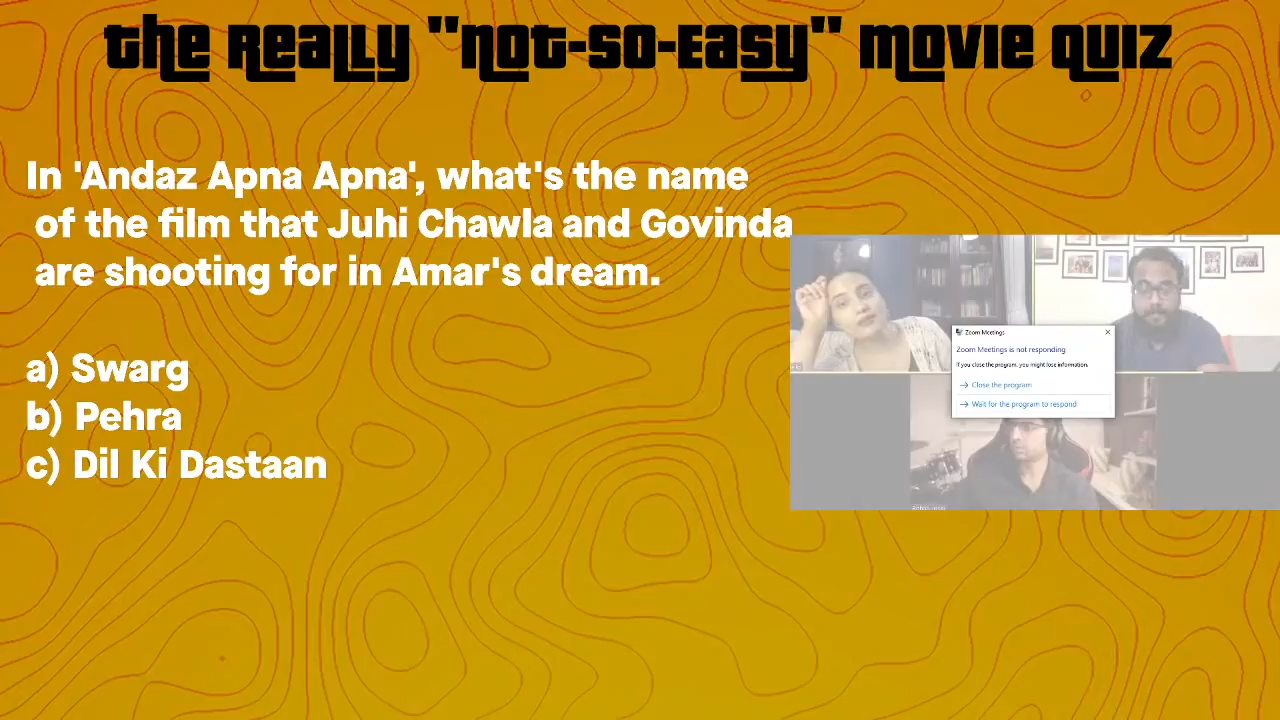 the Really "not-so-easy" movie quiz
In 'Andaz Apna Apna', what's the name
of the film that Juhi Chawla and Govinda
are shooting for in Amar's dream.
a) Swarg
b) Pehra
c) Dil Ki Dastaan
Zoom Meetings
Zoom Meetings is not responding
If you close the program, you might lose information.
→ Close the program
→ Wait for the program to respond